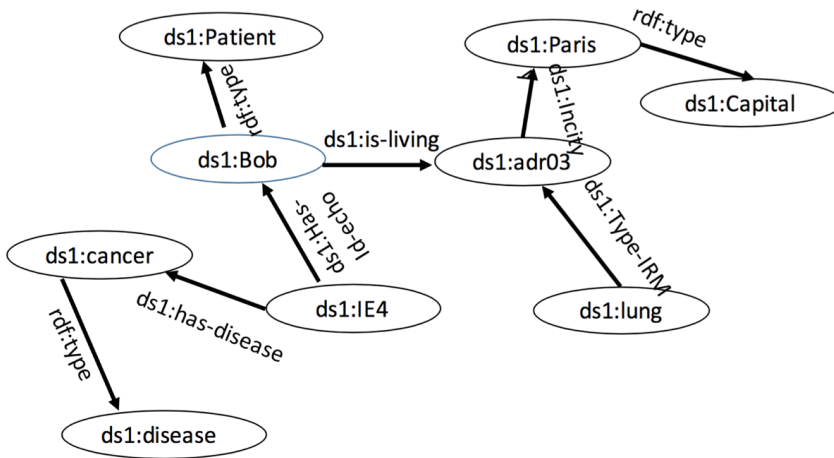 ds1:Patient
rdf:type
ds1:Paris
rdf:type
ds1:Capital
ds1:Incity
ds1:Bob
ds1:is-living
ds1:adr03
ds1:Has-
Id-echo
ds1:Type-IRM
ds1:cancer
ds1:has-disease
ds1:IE4
ds1:lung
rdf:type
ds1:disease